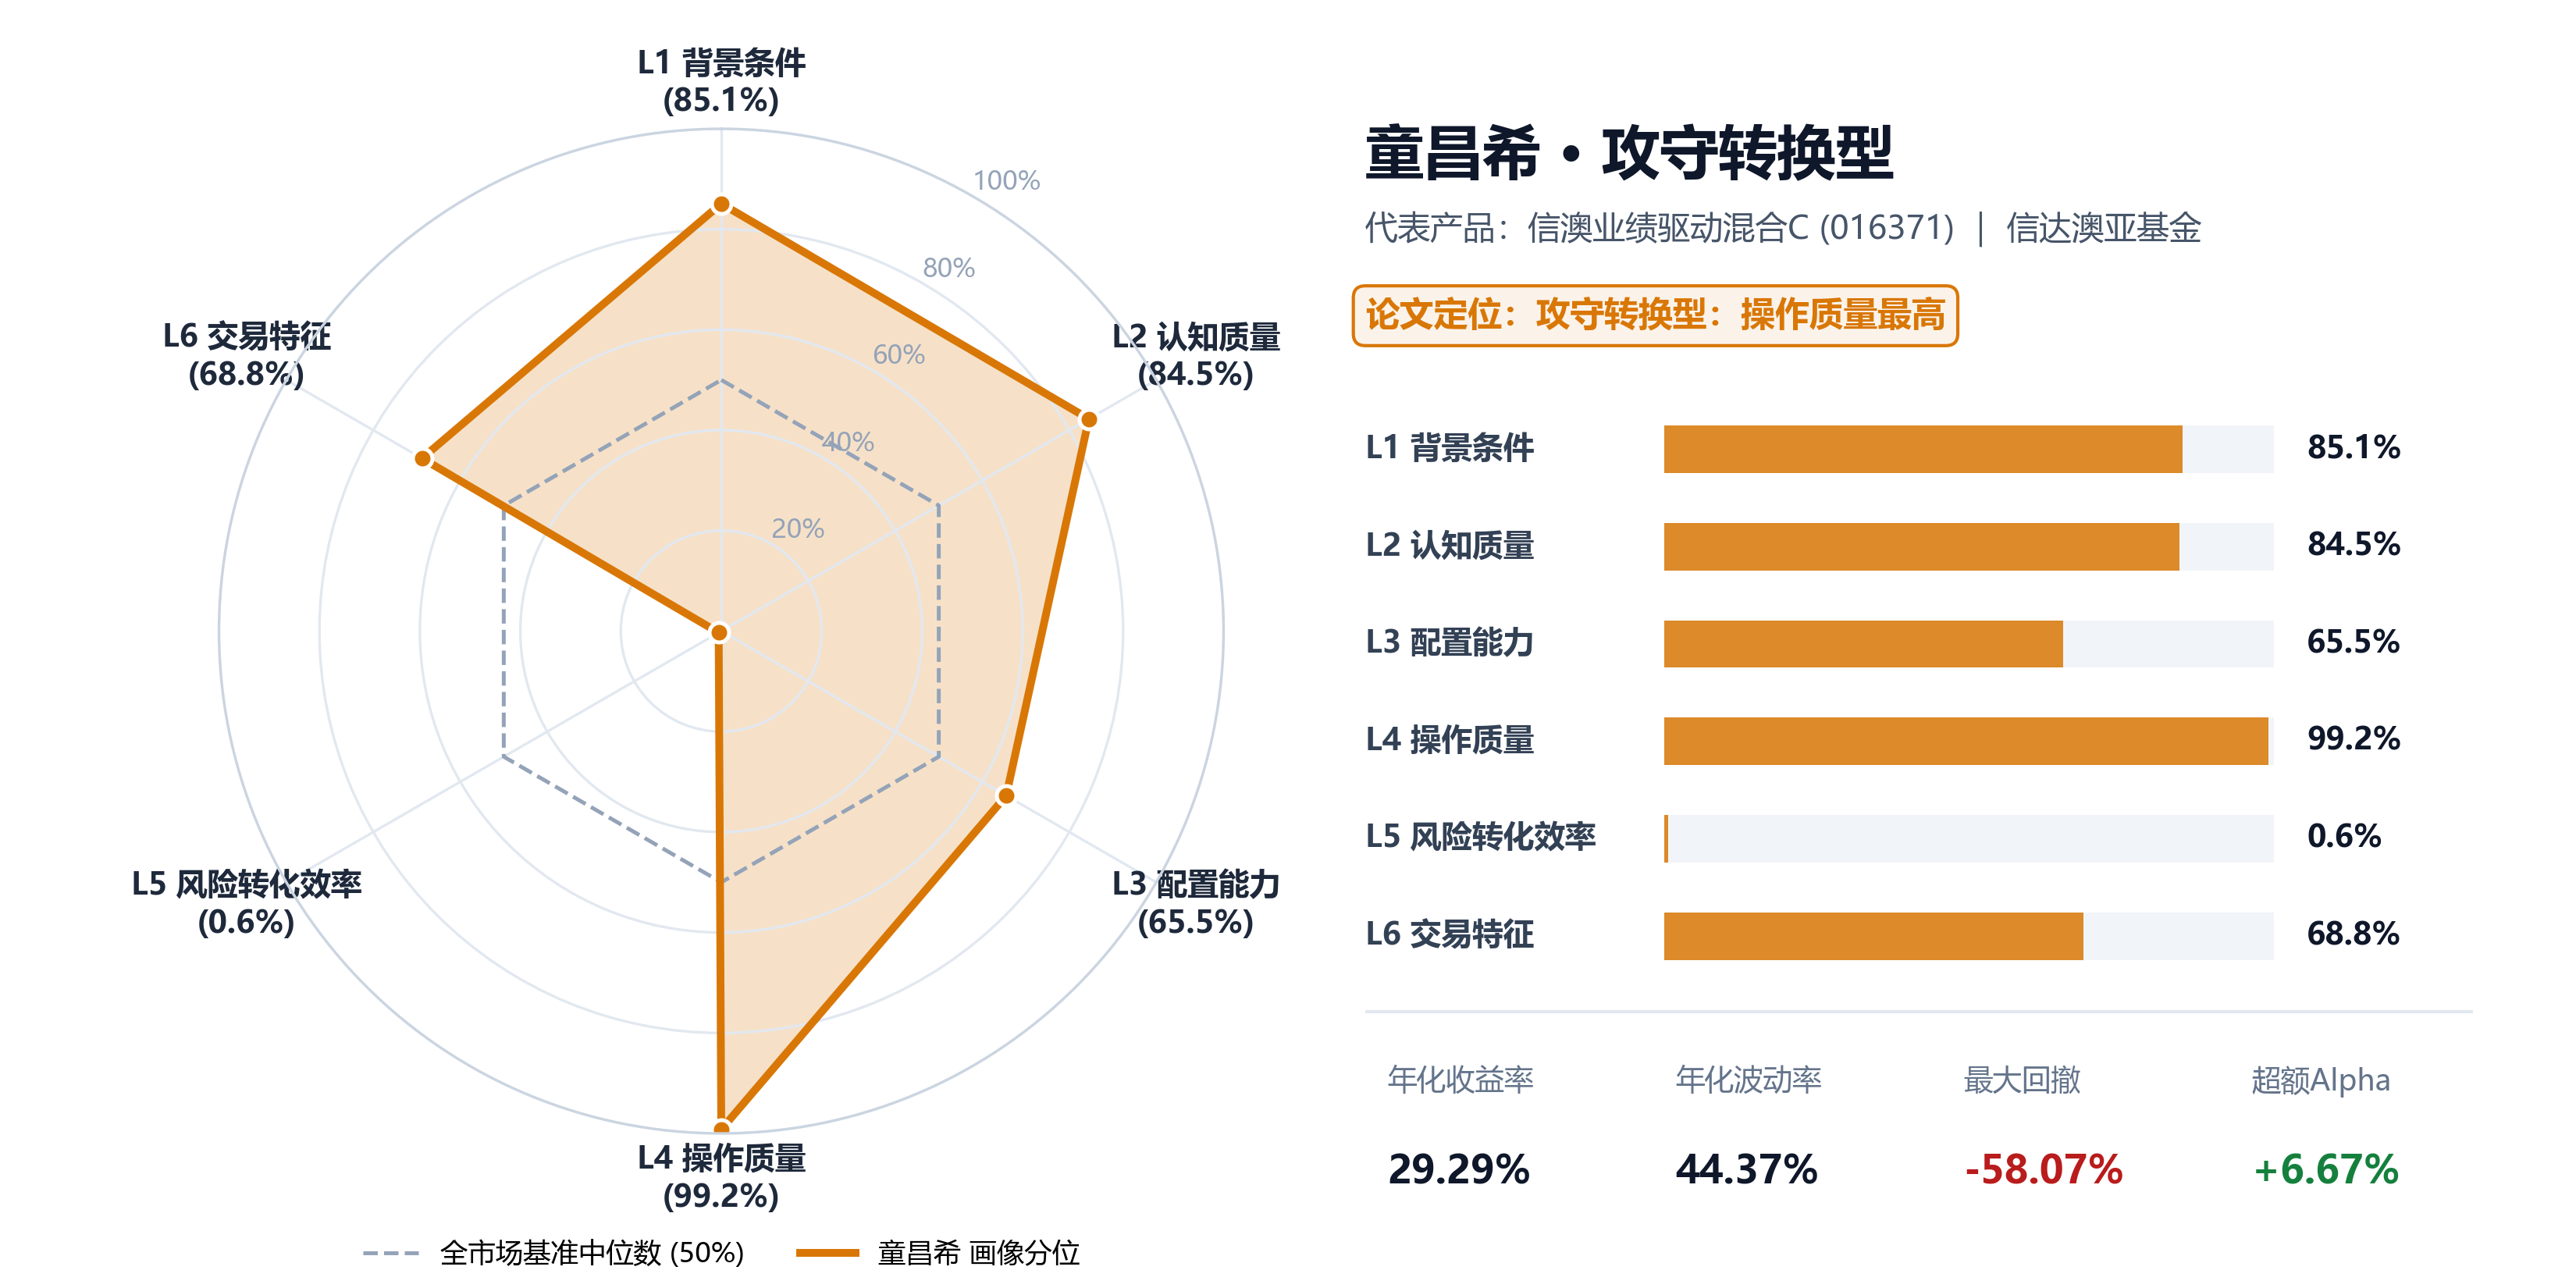 L1 背景条件
(85.1%)
100%
80%
60%
40%
20%
L2 认知质量
(84.5%)
L3 配置能力
(65.5%)
L4 操作质量
(99.2%)
L5 风险转化效率
(0.6%)
L6 交易特征
(68.8%)
全市场基准中位数 (50%)
童昌希 画像分位
童昌希 · 攻守转换型
代表产品：信澳业绩驱动混合C (016371) ｜ 信达澳亚基金
论文定位：攻守转换型：操作质量最高
L1 背景条件 85.1%
L2 认知质量 84.5%
L3 配置能力 65.5%
L4 操作质量 99.2%
L5 风险转化效率 0.6%
L6 交易特征 68.8%
年化收益率 年化波动率 最大回撤 超额Alpha
29.29% 44.37% -58.07% +6.67%